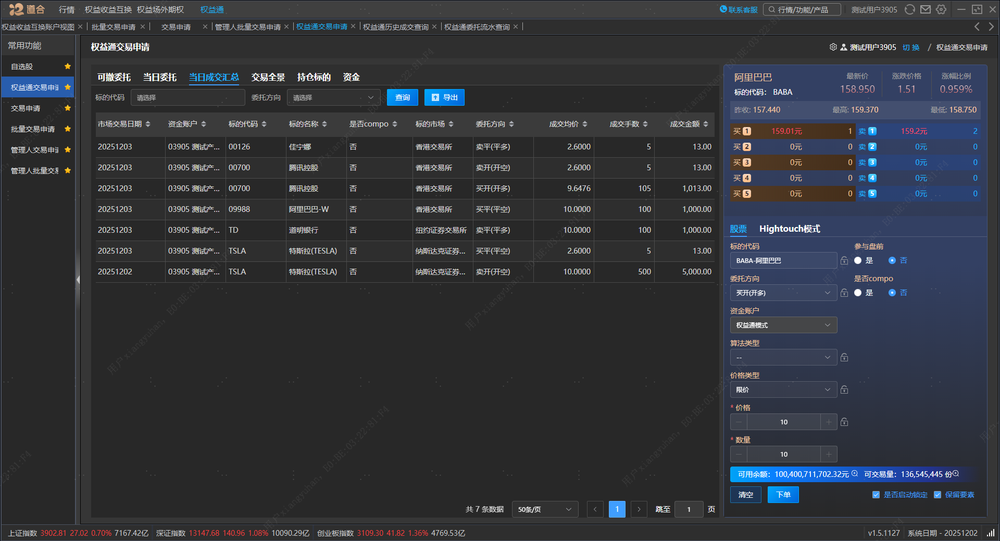 道合 行情 权益收益互换 权益场外期权 权益通 联系客服 行情/功能/产品 测试用户3905
权益收益互换账户视图 × 批量交易申请 × 交易申请 × 管理人批量交易申请 × 权益通交易申请 × 权益通历史成交查询 × 权益通委托流水查询 ×
常用功能
自选股
权益通交易申请
交易申请
批量交易申请
管理人交易申请
管理人批量交易
权益通交易申请
测试用户3905 切换 / 权益通交易申请
可撤委托 当日委托 当日成交汇总 交易全景 持仓标的 资金
标的代码 请选择 委托方向 请选择 查询 导出
市场交易日期 资金账户 标的代码 标的名称 是否compo 标的市场 委托方向 成交均价 成交手数 成交金额
20251203 03905 测试产... 00126 佳宁娜 否 香港交易所 卖平(平多) 2.6000 5 13.00
20251203 03905 测试产... 00700 腾讯控股 否 香港交易所 卖开(开空) 2.6000 5 13.00
20251203 03905 测试产... 00700 腾讯控股 否 香港交易所 买开(开多) 9.6476 105 1,013.00
20251203 03905 测试产... 09988 阿里巴巴-W 否 香港交易所 买平(平空) 10.0000 100 1,000.00
20251203 03905 测试产... TD 道明银行 否 纽约证券交易所 卖平(平多) 10.0000 100 1,000.00
20251203 03905 测试产... TSLA 特斯拉(TESLA) 否 纳斯达克证券... 买平(平空) 2.6000 5 13.00
20251202 03905 测试产... TSLA 特斯拉(TESLA) 否 纳斯达克证券... 卖开(开空) 10.0000 500 5,000.00
共 7 条数据 50条/页 1 跳至 1 页
阿里巴巴 最新价 涨跌价格 涨幅比例
标的代码： BABA 158.950 1.51 0.959%
昨收: 157.440 最高: 159.370 最低: 158.750
买 1 159.01元 1 卖 1 159.2元 2
买 2 0元 0 卖 2 0元 0
买 3 0元 0 卖 3 0元 0
买 4 0元 0 卖 4 0元 0
买 5 0元 0 卖 5 0元 0
股票 Hightouch模式
标的代码 参与盘前
BABA-阿里巴巴 是 否
委托方向 是否compo
买开(开多) 是 否
资金账户
权益通模式
算法类型
--
价格类型
限价
* 价格
10
* 数量
10
可用余额：100,400,711,702.32元 可交易量：136,545,445 份
清空 下单 是否启动锁定 保留要素
上证指数 3902.81 27.02 0.70% 7167.42亿 深证指数 13147.68 140.96 1.08% 10090.29亿 创业板指数 3109.30 41.82 1.36% 4769.53亿 v1.5.1127 系统日期 - 20251202
用户xiangyuhan, E0:BE:03:22:81:F4